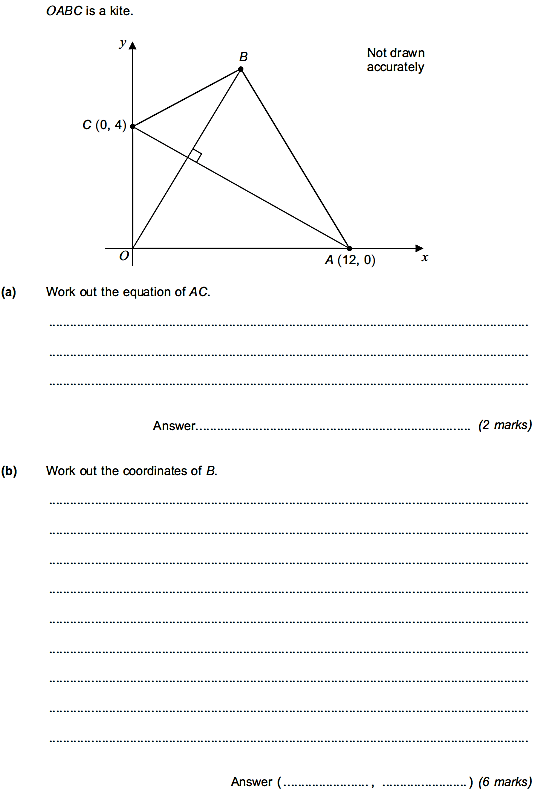 OABC is a kite.
y
B
Not drawn
accurately
C (0, 4)
O
A (12, 0)
x
(a) Work out the equation of AC.
Answer................................................................ (2 marks)
(b) Work out the coordinates of B.
Answer (......................., .......................) (6 marks)